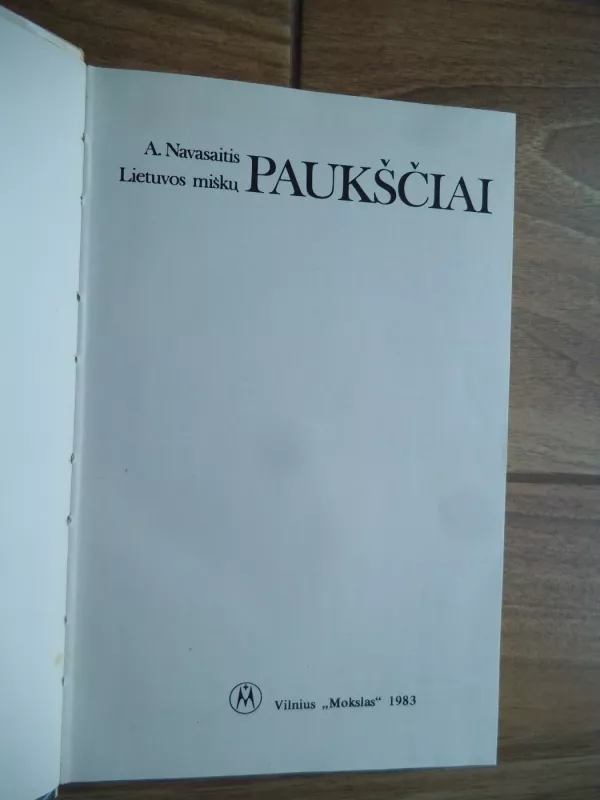 A. Navasaitis
Lietuvos miškų PAUKŠČIAI
Vilnius „Mokslas“ 1983